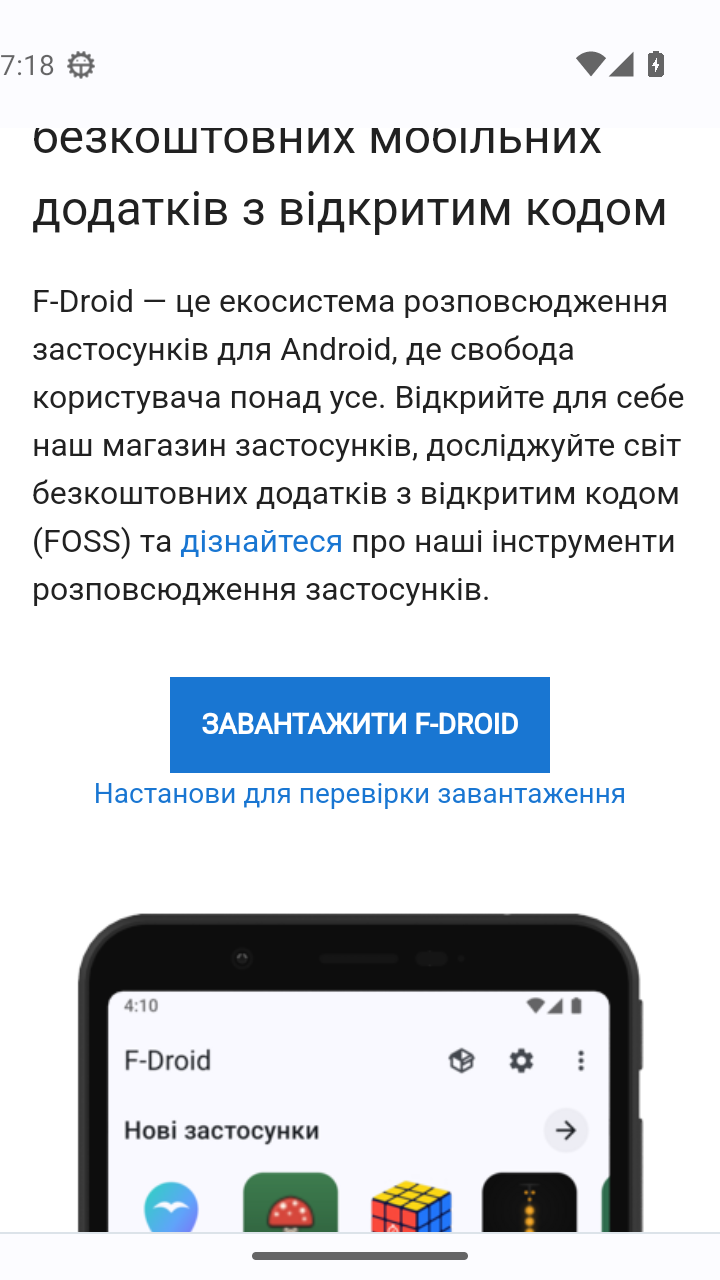 7:18
безкоштовних мобільних
додатків з відкритим кодом
F-Droid — це екосистема розповсюдження
застосунків для Android, де свобода
користувача понад усе. Відкрийте для себе
наш магазин застосунків, досліджуйте світ
безкоштовних додатків з відкритим кодом
(FOSS) та дізнайтеся про наші інструменти
розповсюдження застосунків.
ЗАВАНТАЖИТИ F-DROID
Настанови для перевірки завантаження
4:10
F-Droid
Нові застосунки